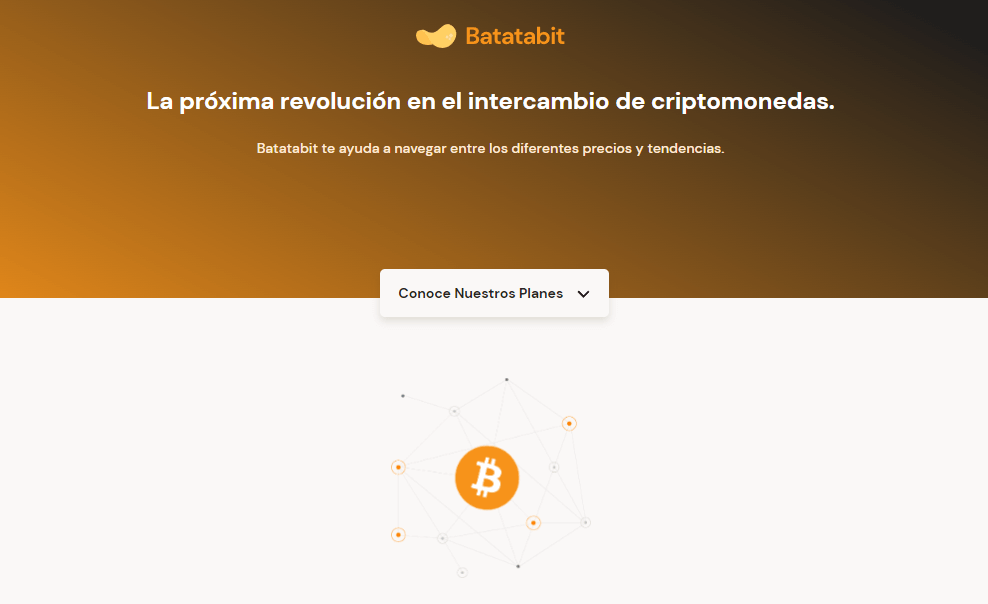 Batatabit
La próxima revolución en el intercambio de criptomonedas.
Batatabit te ayuda a navegar entre los diferentes precios y tendencias.
Conoce Nuestros Planes